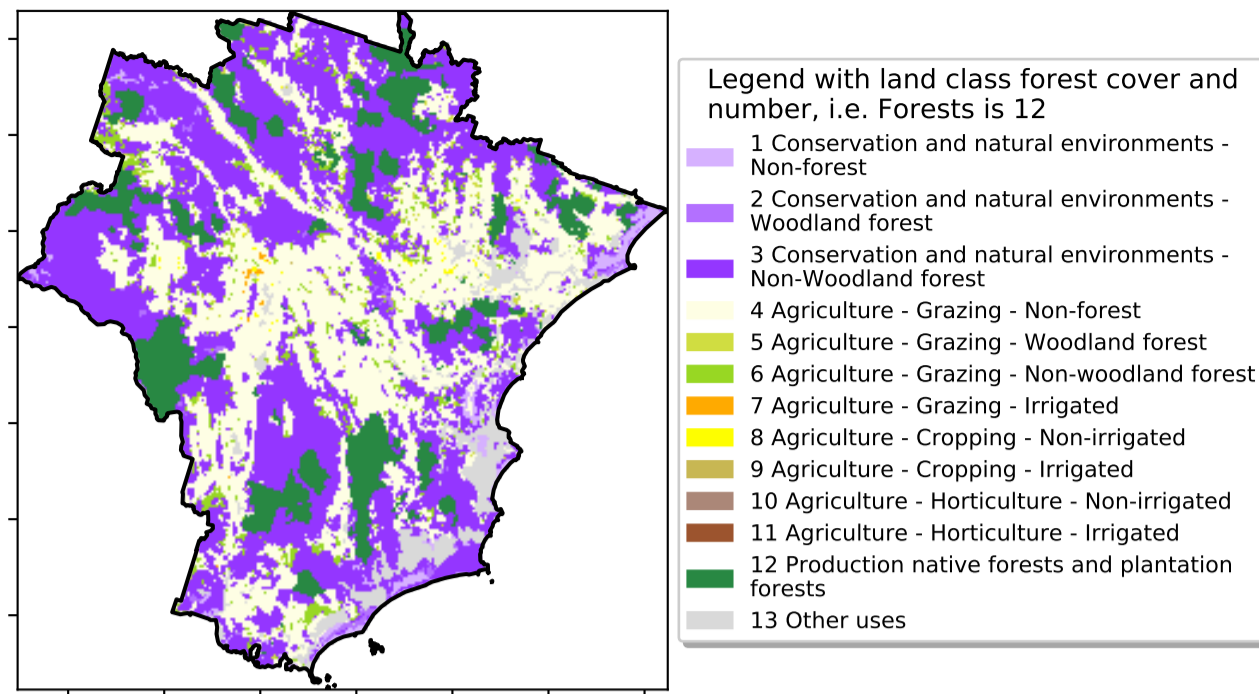 Legend with land class forest cover and
number, i.e. Forests is 12
1 Conservation and natural environments -
Non-forest
2 Conservation and natural environments -
Woodland forest
3 Conservation and natural environments -
Non-Woodland forest
4 Agriculture - Grazing - Non-forest
5 Agriculture - Grazing - Woodland forest
6 Agriculture - Grazing - Non-woodland forest
7 Agriculture - Grazing - Irrigated
8 Agriculture - Cropping - Non-irrigated
9 Agriculture - Cropping - Irrigated
10 Agriculture - Horticulture - Non-irrigated
11 Agriculture - Horticulture - Irrigated
12 Production native forests and plantation
forests
13 Other uses